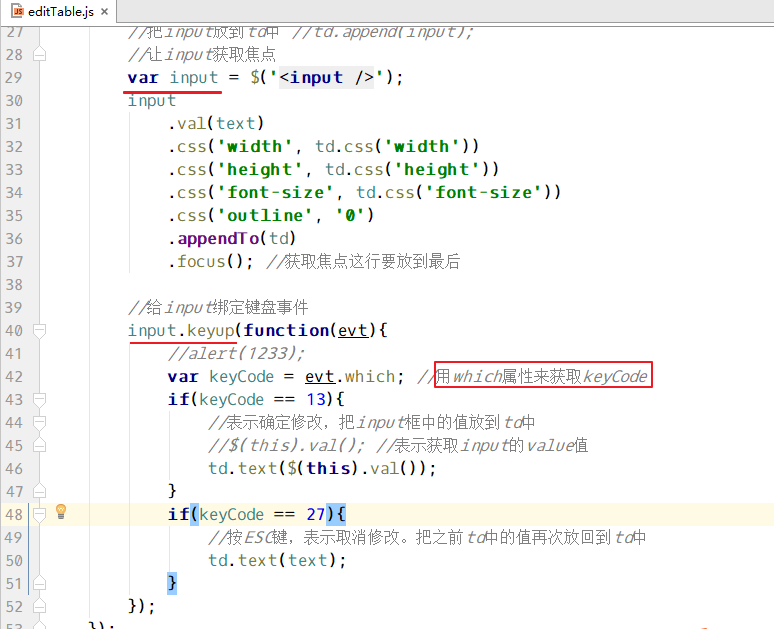 JS editTable.js ×
27 //把input放到td中 //td.append(input);
28 //让input获取焦点
29 var input = $('<input />');
30 input
31 .val(text)
32 .css('width', td.css('width'))
33 .css('height', td.css('height'))
34 .css('font-size', td.css('font-size'))
35 .css('outline', '0')
36 .appendTo(td)
37 .focus(); //获取焦点这行要放到最后
38
39 //给input绑定键盘事件
40 input.keyup(function(evt){
41 //alert(1233);
42 var keyCode = evt.which; //用which属性来获取keyCode
43 if(keyCode == 13){
44 //表示确定修改，把input框中的值放到td中
45 //$(this).val(); //表示获取input的value值
46 td.text($(this).val());
47 }
48 if(keyCode == 27){
49 //按ESC键，表示取消修改。把之前td中的值再次放回到td中
50 td.text(text);
51 }
52 });
53 });